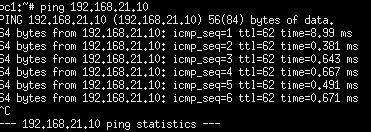 pc1:~# ping 192.168.21.10
PING 192.168.21.10 (192.168.21.10) 56(84) bytes of data.
64 bytes from 192.168.21.10: icmp_seq=1 ttl=62 time=8.99 ms
64 bytes from 192.168.21.10: icmp_seq=2 ttl=62 time=0.381 ms
64 bytes from 192.168.21.10: icmp_seq=3 ttl=62 time=0.643 ms
64 bytes from 192.168.21.10: icmp_seq=4 ttl=62 time=0.667 ms
64 bytes from 192.168.21.10: icmp_seq=5 ttl=62 time=0.491 ms
64 bytes from 192.168.21.10: icmp_seq=6 ttl=62 time=0.671 ms
^C
--- 192.168.21.10 ping statistics ---